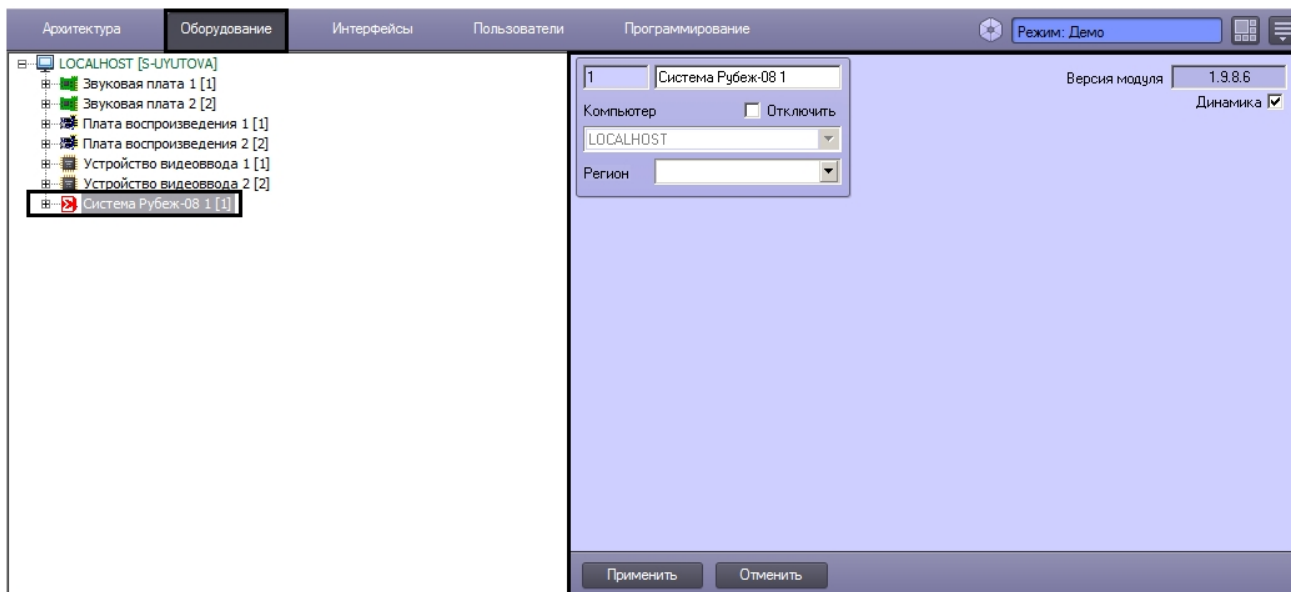 Архитектура Оборудование Интерфейсы Пользователи Программирование Режим: Демо
LOCALHOST [S-UYUTOVA]
Звуковая плата 1 [1]
Звуковая плата 2 [2]
Плата воспроизведения 1 [1]
Плата воспроизведения 2 [2]
Устройство видеоввода 1 [1]
Устройство видеоввода 2 [2]
Система Рубеж-08 1 [1]
1 Система Рубеж-08 1
Компьютер Отключить
LOCALHOST
Регион
Версия модуля 1.9.8.6
Динамика
Применить Отменить